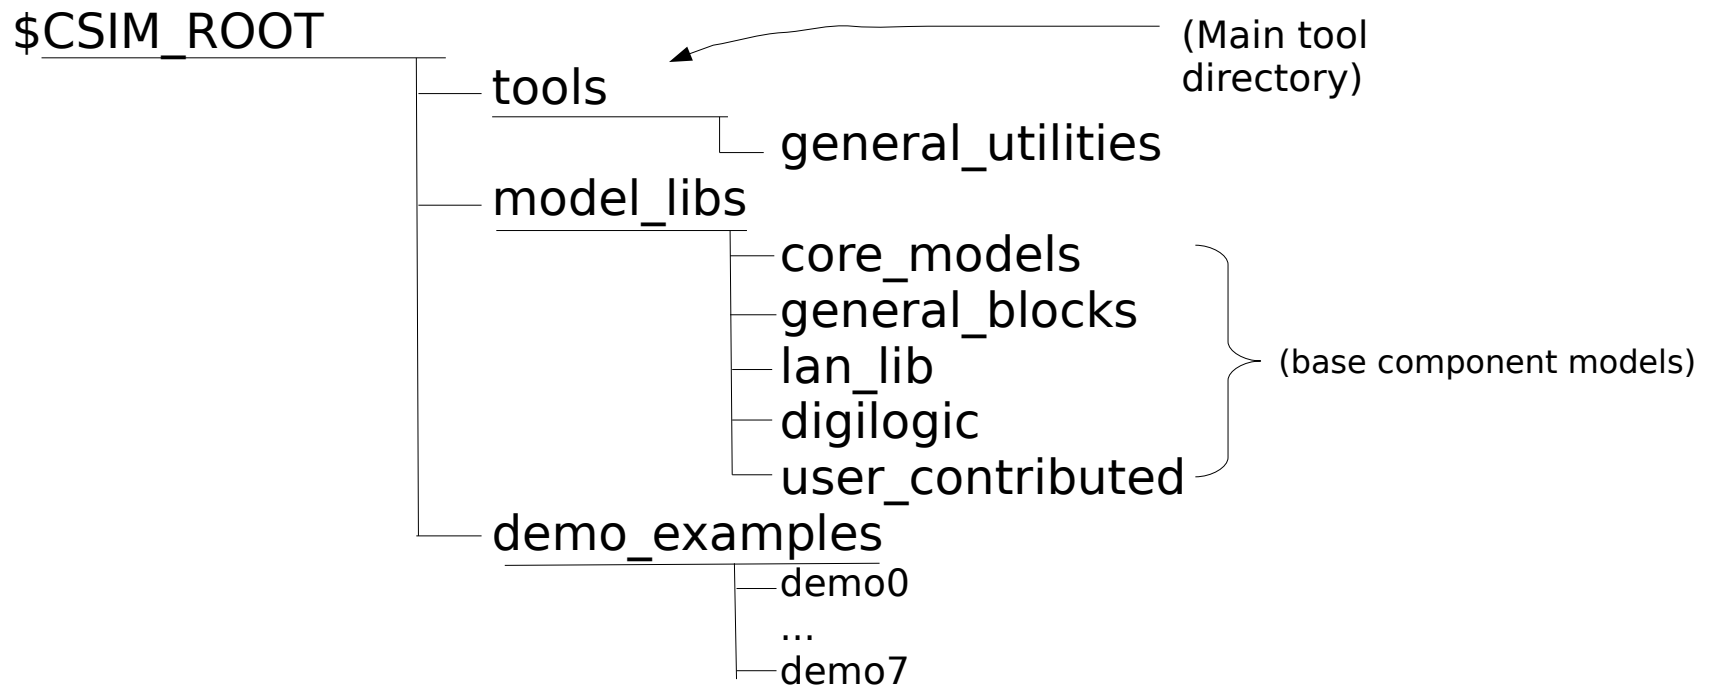 $CSIM_ROOT
(Main tool
directory)
tools
general_utilities
model_libs
core_models
general_blocks
lan_lib
digilogic
user_contributed
(base component models)
demo_examples
demo0
...
demo7